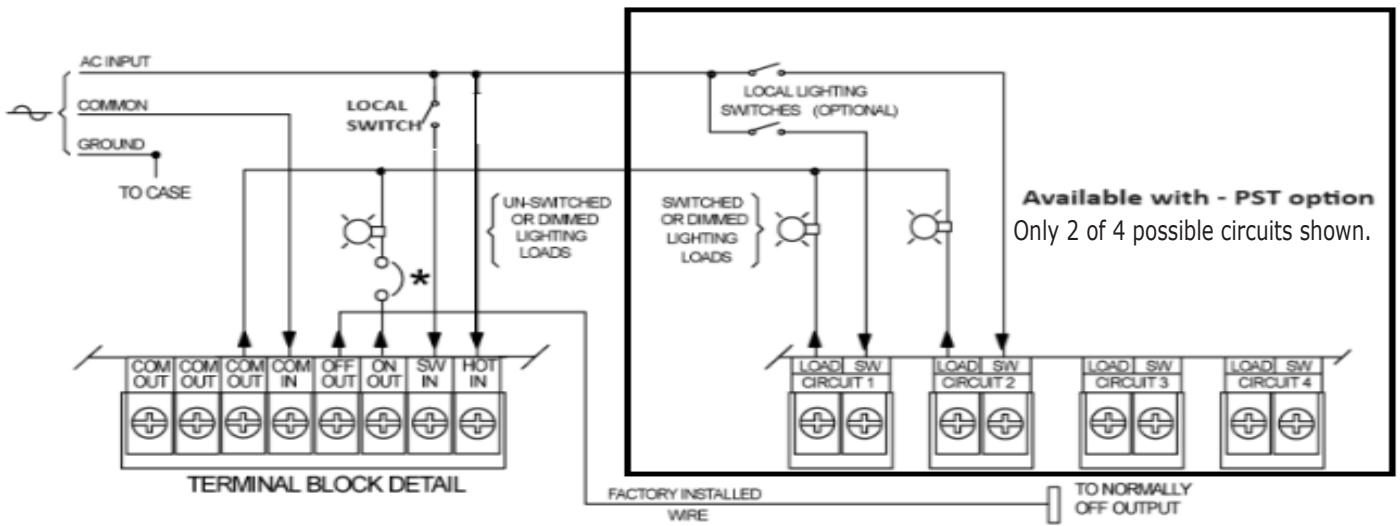 AC INPUT
COMMON
GROUND
TO CASE
LOCAL
SWITCH
UN-SWITCHED
OR DIMMED
LIGHTING
LOADS
*
LOCAL LIGHTING
SWITCHES (OPTIONAL)
SWITCHED
OR DIMMED
LIGHTING
LOADS
Available with - PST option
Only 2 of 4 possible circuits shown.
COM OUT
COM OUT
COM OUT
COM IN
OFF OUT
ON OUT
SW IN
HOT IN
TERMINAL BLOCK DETAIL
LOAD SW
CIRCUIT 1
LOAD SW
CIRCUIT 2
LOAD SW
CIRCUIT 3
LOAD SW
CIRCUIT 4
FACTORY INSTALLED
WIRE
TO NORMALLY
OFF OUTPUT